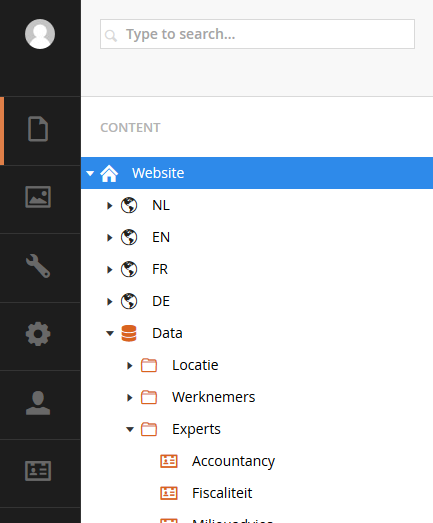 Type to search...
CONTENT
Website
NL
EN
FR
DE
Data
Locatie
Werknemers
Experts
Accountancy
Fiscaliteit